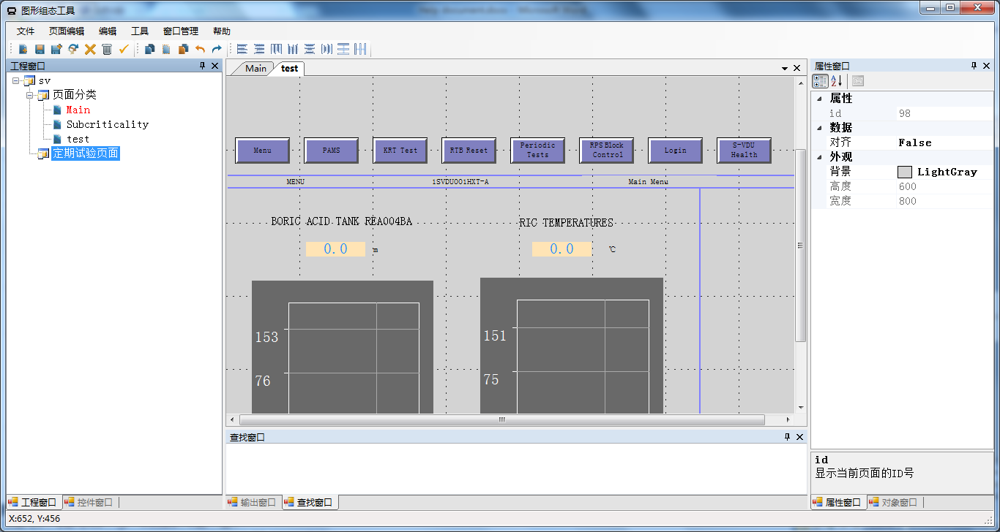 图形组态工具
文件 页面编辑 编辑 工具 窗口管理 帮助
工程窗口
sv
页面分类
Main
Subcriticality
test
定期试验页面
工程窗口 控件窗口
Main test
Menu PAMS KRT Test RTB Reset Periodic Tests RPS Block Control Login S-VDU Health
MENU 1SVDU001HXT-A Main Menu
BORIC ACID TANK REA004BA RIC TEMPERATURES
0.0 m 0.0 ℃
153 151
76 75
查找窗口
输出窗口 查找窗口
属性窗口
属性
id 98
数据
对齐 False
外观
背景 LightGray
高度 600
宽度 800
id
显示当前页面的ID号
属性窗口 对象窗口
X:652, Y:456